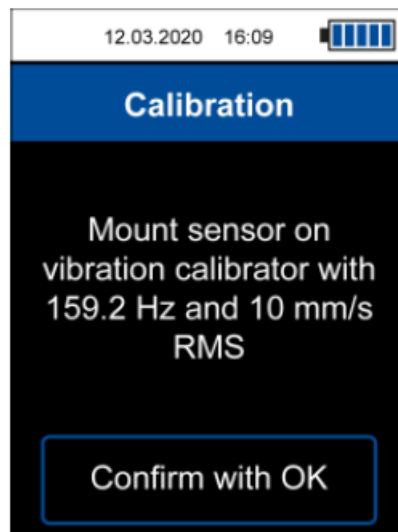 12.03.2020 16:09
Calibration
Mount sensor on
vibration calibrator with
159.2 Hz and 10 mm/s
RMS
Confirm with OK